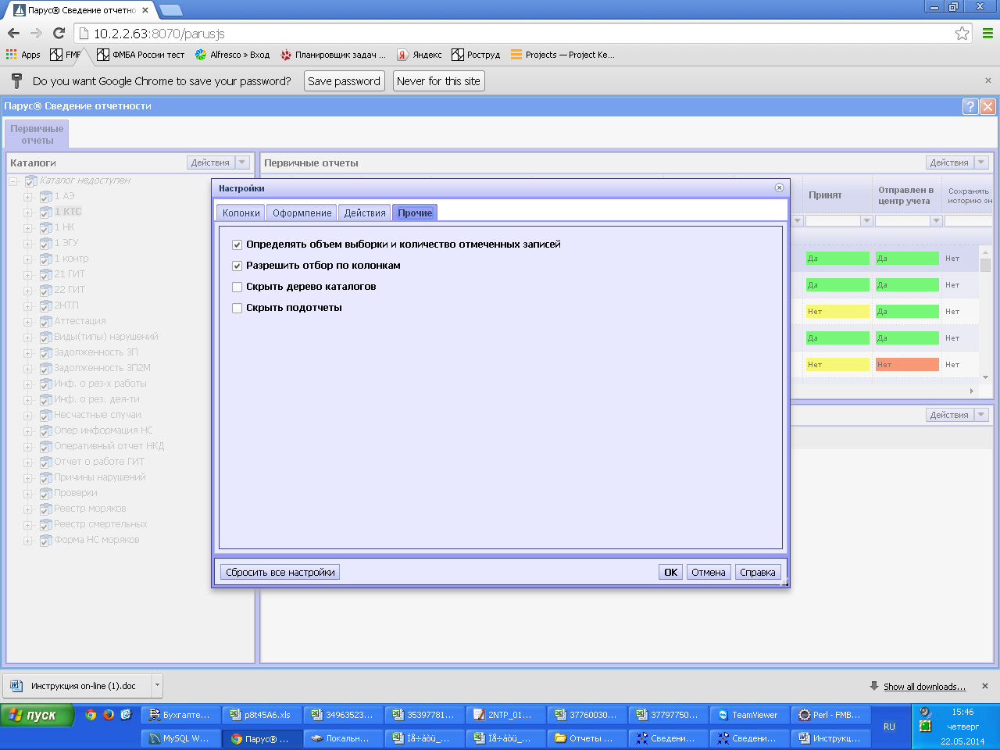 Парус® Сведение отчетно
10.2.2.63:8070/parusjs
Apps
FMB
ФМБА России тест
Alfresco » Вход
Планировщик задач ...
Яндекс
Роструд
Projects — Project Ke...
Do you want Google Chrome to save your password?
Save password
Never for this site
Парус® Сведение отчетности
Первичные
отчеты
Каталоги
Действия
Первичные отчеты
Действия
Каталог недоступен
1 АЭ
1 КТС
1 НК
1 ЭГУ
1 контр
21 ГИТ
22 ГИТ
2НТП
Аттестация
Виды(типы) нарушений
Задолженность ЗП
Задолженность ЗП2М
Инф. о рез-х работы
Инф. о рез. дея-ти
Несчастные случаи
Опер информация НС
Оперативный отчет НКД
Отчет о работе ГИТ
Причины нарушений
Проверки
Реестр моряков
Реестр смертельных
Форма НС моряков
Настройки
Колонки
Оформление
Действия
Прочие
Определять объем выборки и количество отмеченных записей
Разрешить отбор по колонкам
Скрыть дерево каталогов
Скрыть подотчеты
Сбросить все настройки
OK
Отмена
Справка
Принят
Отправлен в
центр учета
Сохранять
историю зн
Да Да Нет
Да Да Нет
Нет Да Нет
Да Да Нет
Нет Нет Нет
Действия
Инструкция on-line (1).doc
Show all downloads...
пуск
Бухгалте...
p8t45A6.xls
34963523...
35397781...
2NTP_01...
37760030...
37797750...
TeamViewer
Perl - FMB...
MySQL W...
Парус® ...
Локальн...
Ïå÷àòü_...
Ïå÷àòü_...
Отчеты ...
Сведени...
Сведени...
Инструкц...
RU
15:46
четверг
22.05.2014